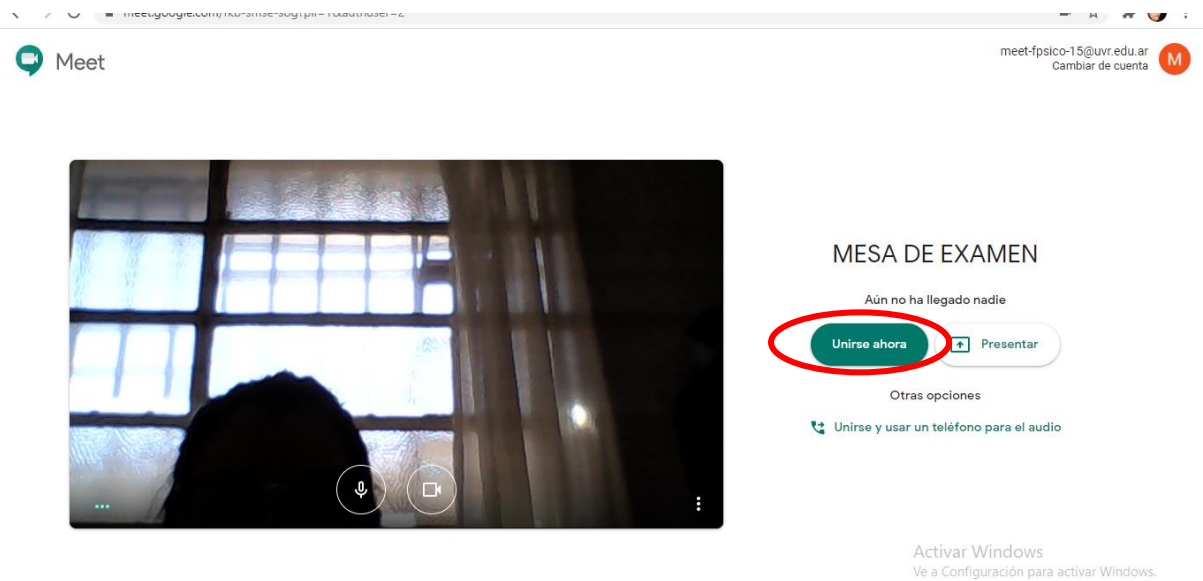 Meet
meet-fpsico-15@uvr.edu.ar
Cambiar de cuenta
M
MESA DE EXAMEN
Aún no ha llegado nadie
Unirse ahora
Presentar
Otras opciones
Unirse y usar un teléfono para el audio
Activar Windows
Ve a Configuración para activar Windows.